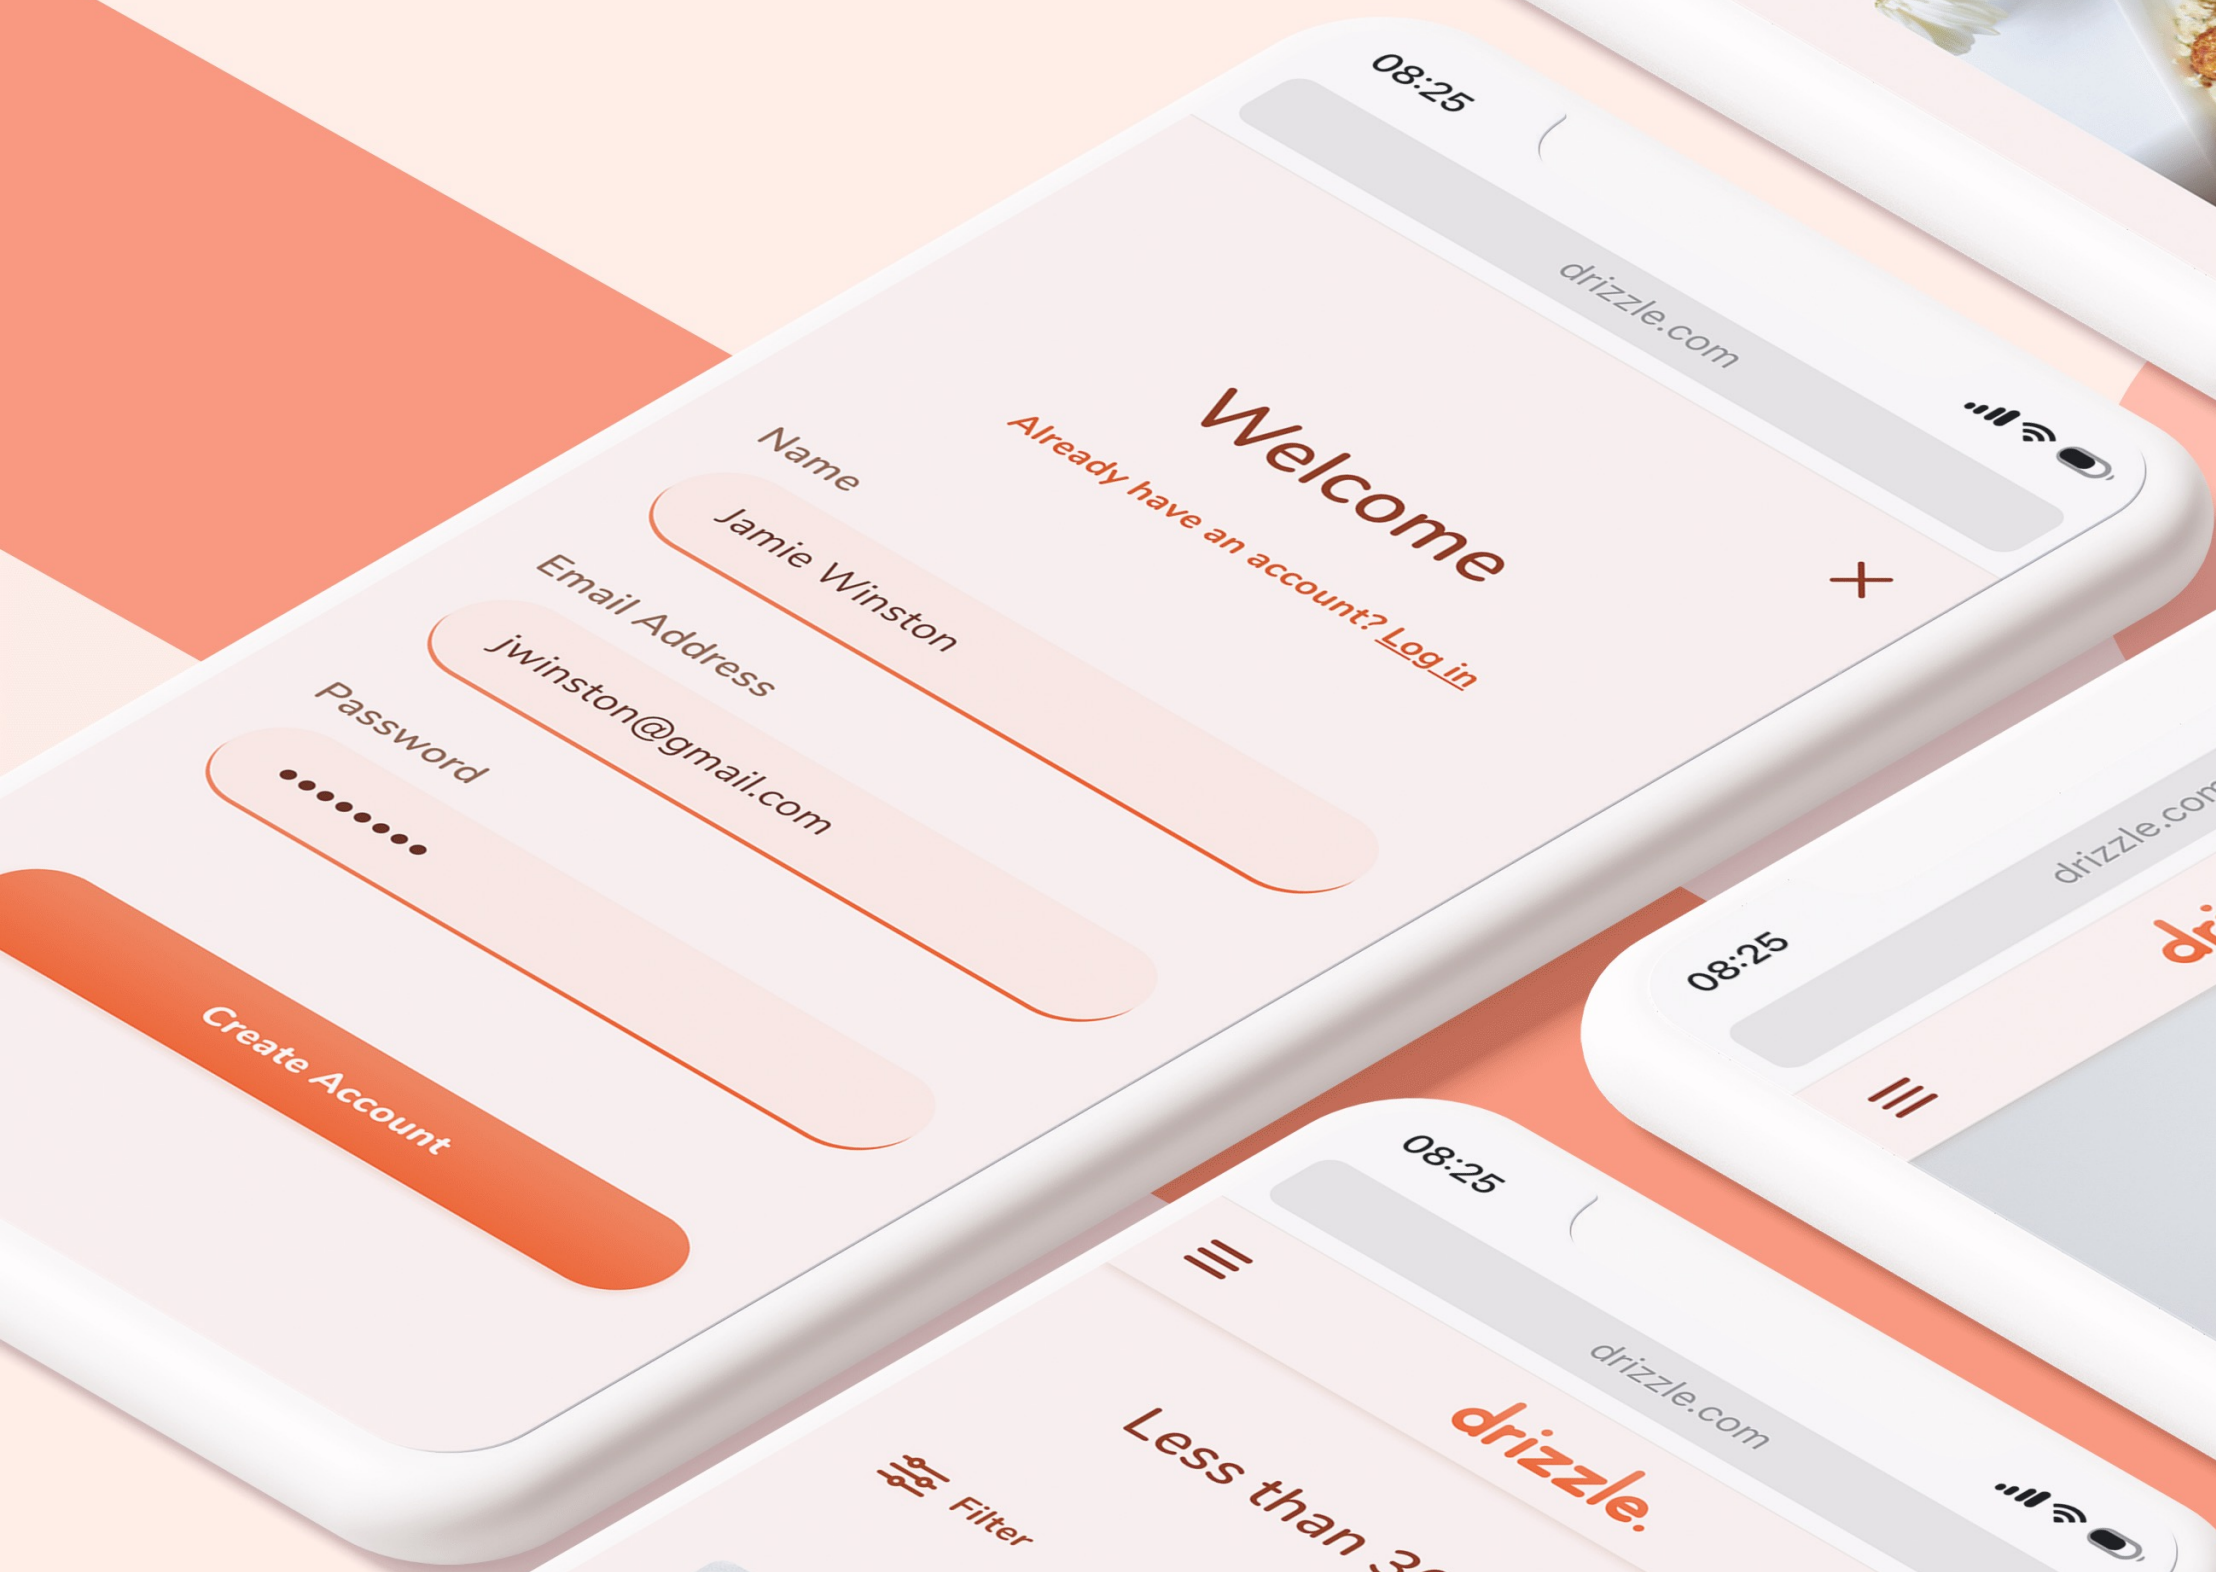 08:25
drizzle.com
Welcome
Already have an account? Log in
Name
Jamie Winston
Email Address
jwinston@gmail.com
Password
Create Account
08:25
drizzle.com
08:25
drizzle.com
drizzle.
Less than
Filter